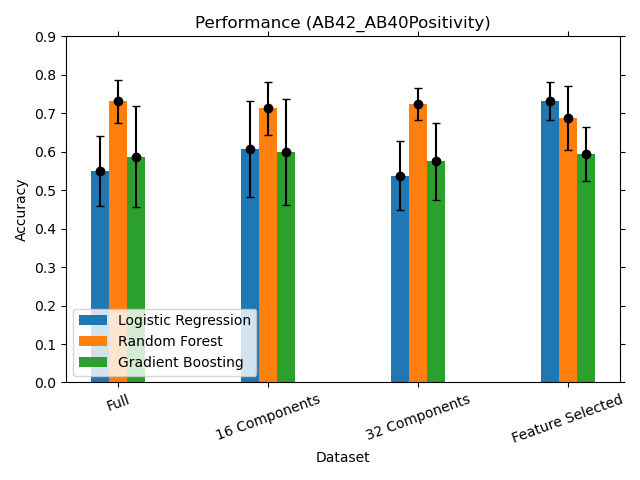 Performance (AB42_AB40Positivity)
Accuracy
0.9
0.8
0.7
0.6
0.5
0.4
0.3
0.2
0.1
0.0
Logistic Regression
Random Forest
Gradient Boosting
Full
16 Components
32 Components
Feature Selected
Dataset